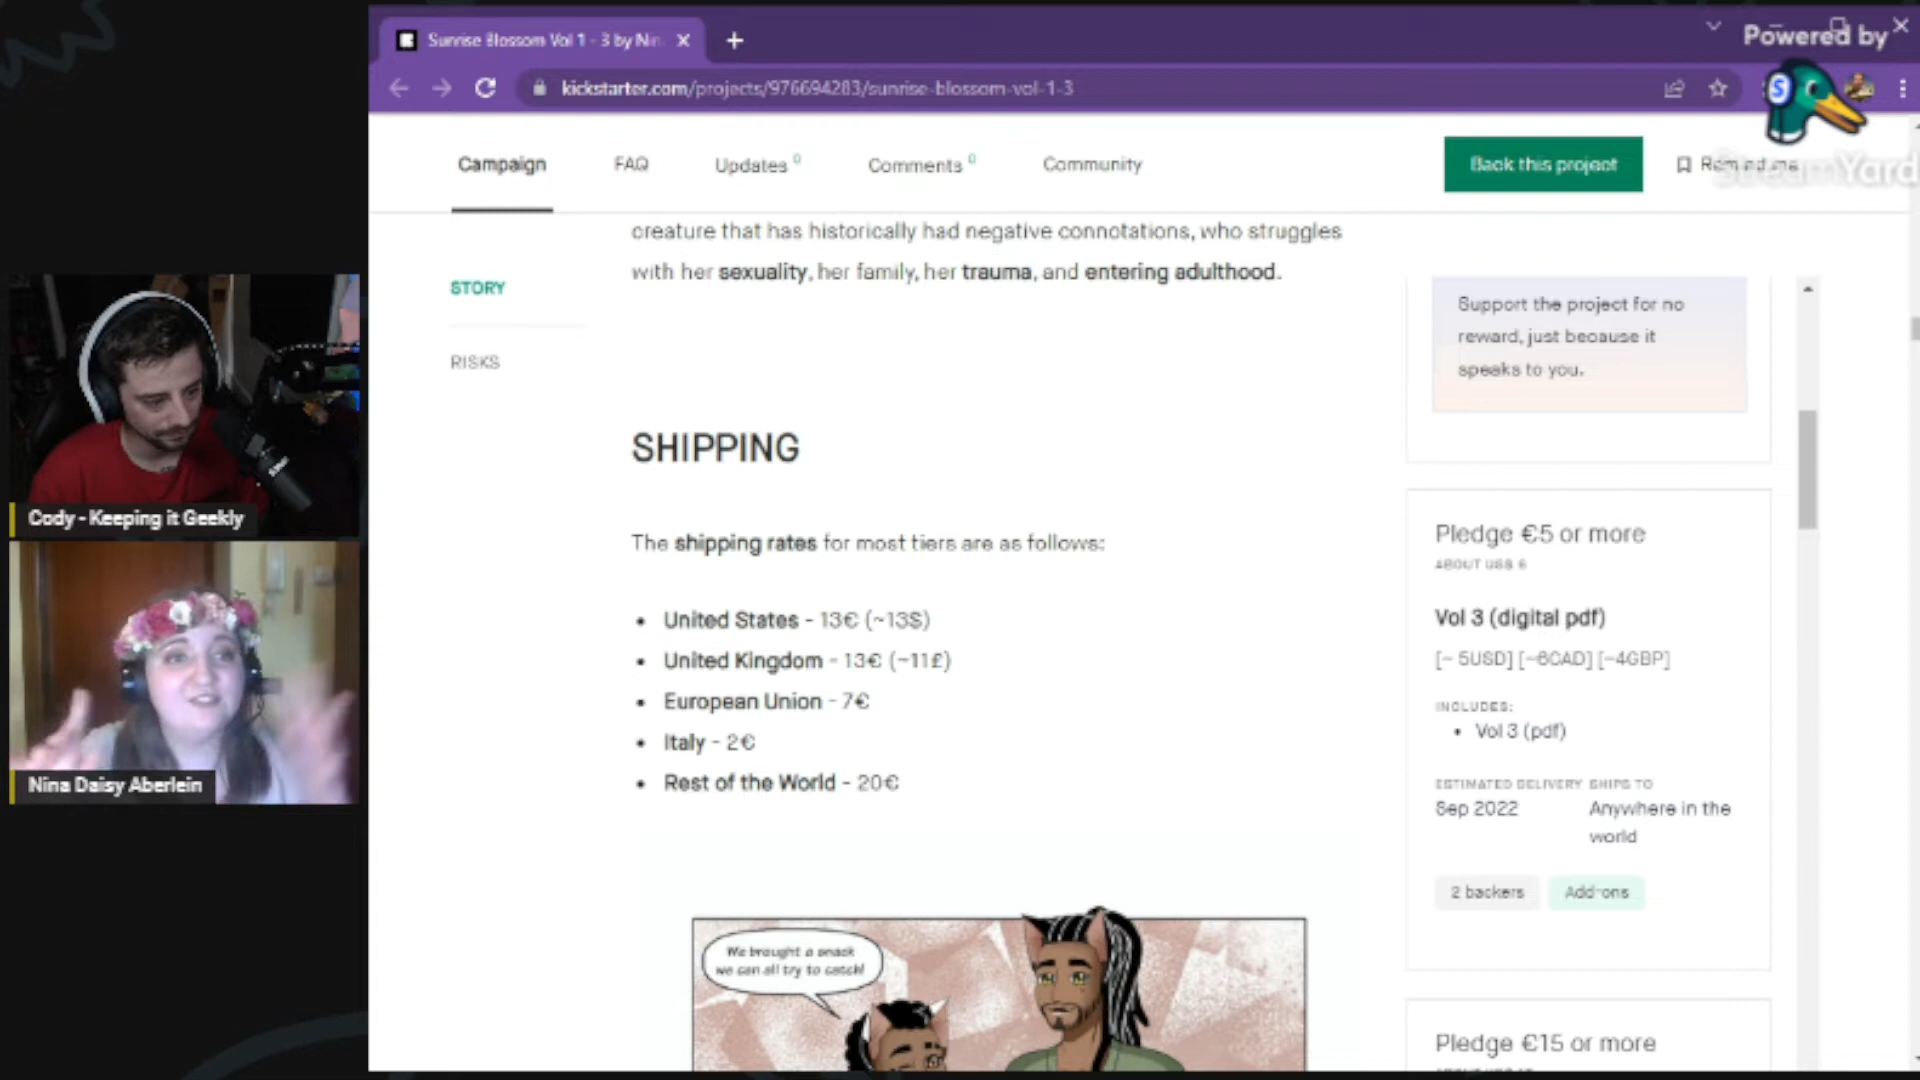 Sunrise Blossom Vol 1 - 3 by Nin
Powered by
kickstarter.com/projects/976694283/sunrise-blossom-vol-1-3
S
StreamYard
Campaign
FAQ
Updates 0
Comments 0
Community
Back this project
Remind me
creature that has historically had negative connotations, who struggles
with her sexuality, her family, her trauma, and entering adulthood.
STORY
RISKS
Support the project for no
reward, just because it
speaks to you.
SHIPPING
The shipping rates for most tiers are as follows:
• United States - 13€ (~13$)
• United Kingdom - 13€ (~11£)
• European Union - 7€
• Italy - 2€
• Rest of the World - 20€
Pledge €5 or more
ABOUT US$ 6
Vol 3 (digital pdf)
[~ 5USD] [~6CAD] [~4GBP]
INCLUDES:
• Vol 3 (pdf)
ESTIMATED DELIVERY
Sep 2022
SHIPS TO
Anywhere in the
world
2 backers
Add-ons
Pledge €15 or more
We brought a snack
we can all try to catch!
Cody - Keeping it Geekly
Nina Daisy Aberlein